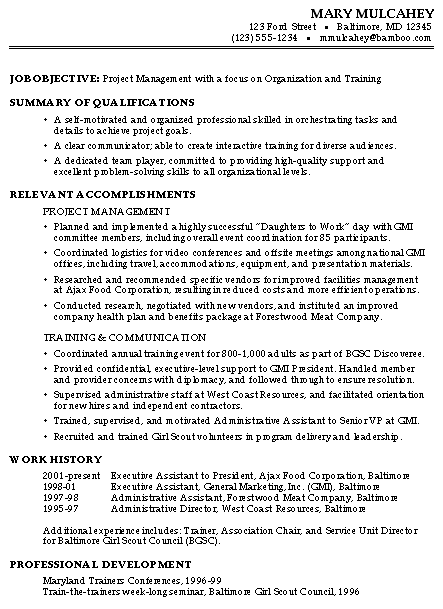 MARY MULCAHEY
123 Ford Street • Baltimore, MD 12345
(123) 555-1234 • mmulcahey@bamboo.com
JOB OBJECTIVE: Project Management with a focus on Organization and Training
SUMMARY OF QUALIFICATIONS
• A self-motivated and organized professional skilled in orchestrating tasks and
details to achieve project goals.
• A clear communicator; able to create interactive training for diverse audiences.
• A dedicated team player, committed to providing high-quality support and
excellent problem-solving skills to all organizational levels.
RELEVANT ACCOMPLISHMENTS
PROJECT MANAGEMENT
• Planned and implemented a highly successful "Daughters to Work" day with GMI
committee members, including overall event coordination for 85 participants.
• Coordinated logistics for video conferences and offsite meetings among national GMI
offices, including travel, accommodations, equipment, and presentation materials.
• Researched and recommended specific vendors for improved facilities management
at Ajax Food Corporation, resulting in reduced costs and more efficient operations.
• Conducted research, negotiated with new vendors, and instituted an improved
company health plan and benefits package at Forestwood Meat Company.
TRAINING & COMMUNICATION
• Coordinated annual training event for 800-1,000 adults as part of BGSC Discoveree.
• Provided confidential, executive-level support to GMI President. Handled member
and provider concerns with diplomacy, and followed through to ensure resolution.
• Supervised administrative staff at West Coast Resources, and facilitated orientation
for new hires and independent contractors.
• Trained, supervised, and motivated Administrative Assistant to Senior VP at GMI.
• Recruited and trained Girl Scout volunteers in program delivery and leadership.
WORK HISTORY
2001-present Executive Assistant to President, Ajax Food Corporation, Baltimore
1998-01 Executive Assistant, General Marketing, Inc. (GMI), Baltimore
1997-98 Administrative Assistant, Forestwood Meat Company, Baltimore
1995-97 Administrative Director, West Coast Resources, Baltimore
Additional experience includes: Trainer, Association Chair, and Service Unit Director
for Baltimore Girl Scout Council (BGSC).
PROFESSIONAL DEVELOPMENT
Maryland Trainers Conferences, 1996-99
Train-the-trainers week-long seminar, Baltimore Girl Scout Council, 1996